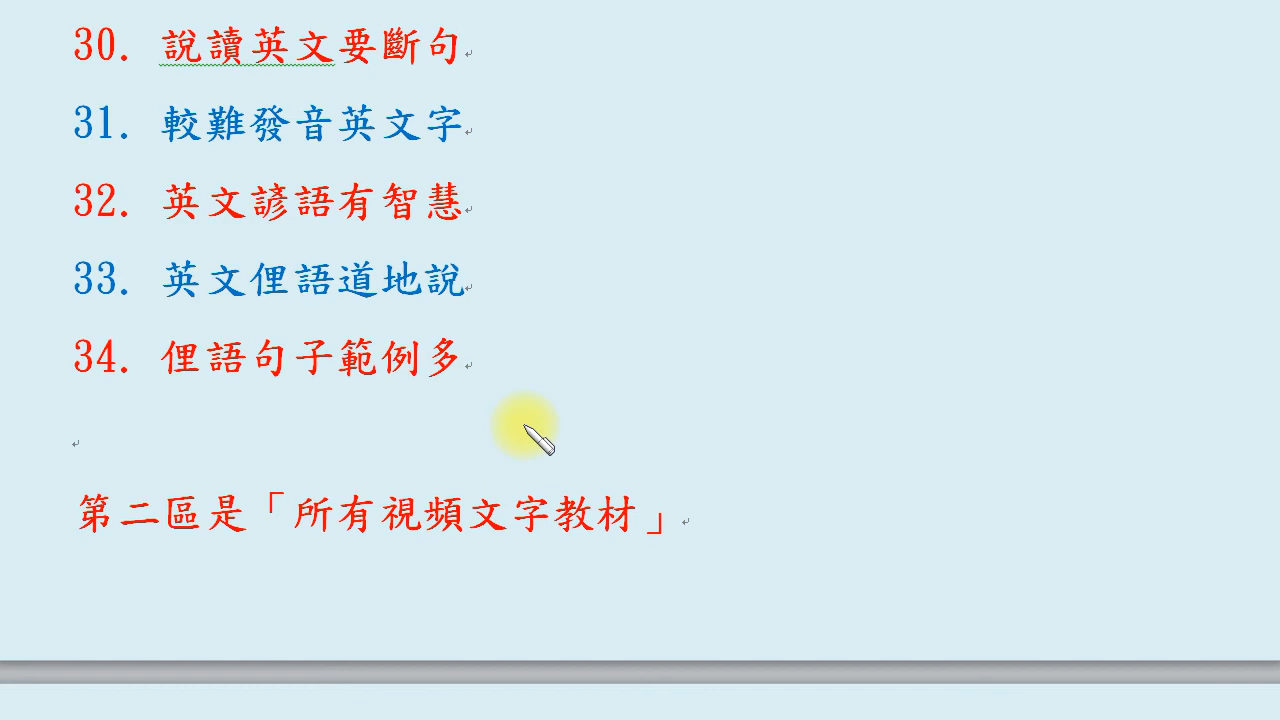 30. 說讀英文要斷句
31. 較難發音英文字
32. 英文諺語有智慧
33. 英文俚語道地說
34. 俚語句子範例多
第二區是「所有視頻文字教材」